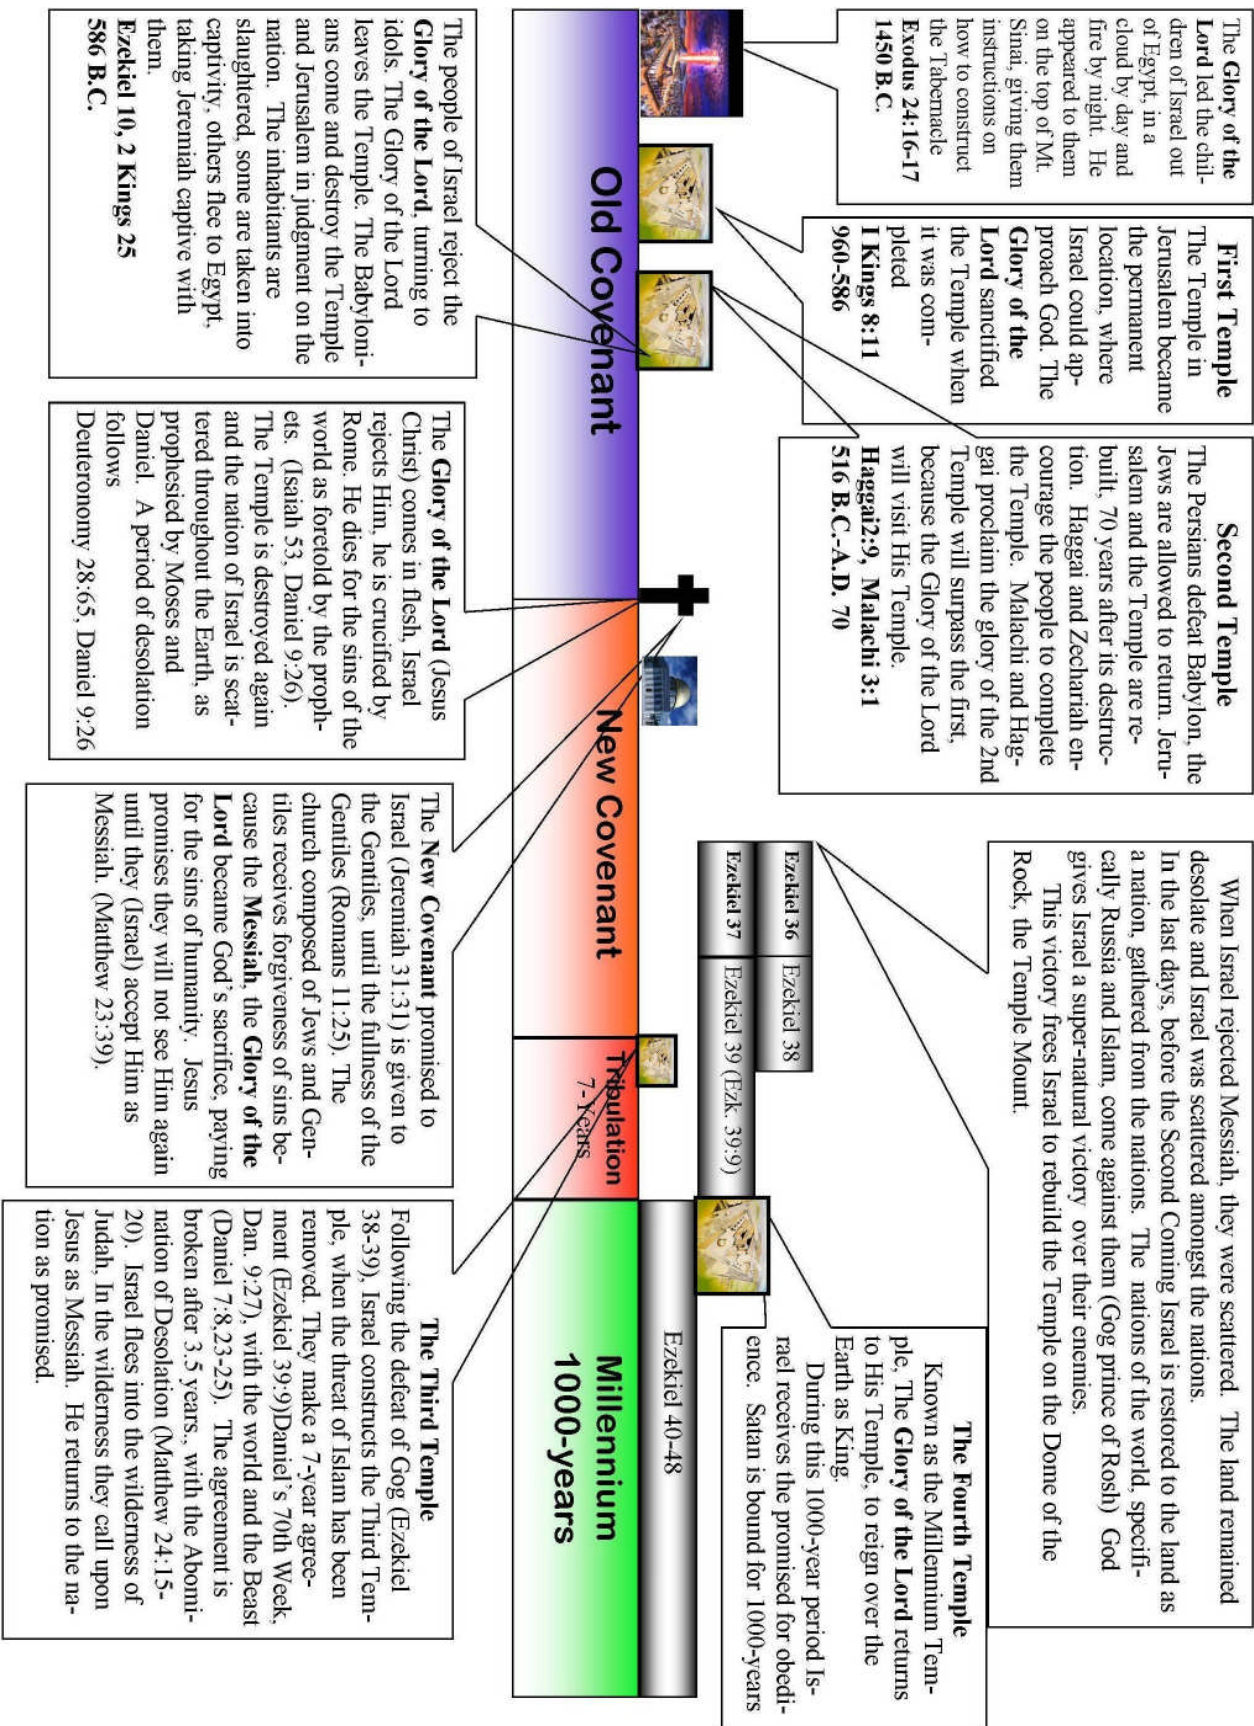 The Glory of the
Lord led the chil-
dren of Israel out
of Egypt, in a
cloud by day and
fire by night. He
appeared to them
on the top of Mt.
Sinai, giving them
instructions on
how to construct
the Tabernacle
Exodus 24:16-17
1450 B.C.
First Temple
The Temple in
Jerusalem became
the permanent
location, where
Israel could ap-
proach God. The
Glory of the
Lord sanctified
the Temple when
it was com-
pleted
I Kings 8:11
960-586
Second Temple
The Persians defeat Babylon, the
Jews are allowed to return. Jeru-
salem and the Temple are re-
built, 70 years after its destruc-
tion. Haggai and Zechariah en-
courage the people to complete
the Temple. Malachi and Hag-
gai proclaim the glory of the 2nd
Temple will surpass the first,
because the Glory of the Lord
will visit His Temple.
Haggai2:9, Malachi 3:1
516 B.C.-A.D. 70
When Israel rejected Messiah, they were scattered. The land remained
desolate and Israel was scattered amongst the nations.
In the last days, before the Second Coming Israel is restored to the land as
a nation, gathered from the nations. The nations of the world, specifi-
cally Russia and Islam, come against them (Gog prince of Rosh) God
gives Israel a super-natural victory over their enemies.
This victory frees Israel to rebuild the Temple on the Dome of the
Rock, the Temple Mount.
Ezekiel 36
Ezekiel 38
Ezekiel 37
Ezekiel 39 (Ezk. 39:9)
The Fourth Temple
Known as the Millennium Tem-
ple, The Glory of the Lord returns
to His Temple, to reign over the
Earth as King.
During this 1000-year period Is-
rael receives the promised for obedi-
ence. Satan is bound for 1000-years
Ezekiel 40-48
Old Covenant
New Covenant
Tribulation
7-Years
Millennium
1000-years
The people of Israel reject the
Glory of the Lord, turning to
idols. The Glory of the Lord
leaves the Temple. The Babyloni-
ans come and destroy the Temple
and Jerusalem in judgment on the
nation. The inhabitants are
slaughtered, some are taken into
captivity, others flee to Egypt,
taking Jeremiah captive with
them.
Ezekiel 10, 2 Kings 25
586 B.C.
The Glory of the Lord (Jesus
Christ) comes in flesh, Israel
rejects Him, he is crucified by
Rome. He dies for the sins of the
world as foretold by the proph-
ets. (Isaiah 53, Daniel 9:26).
The Temple is destroyed again
and the nation of Israel is scat-
tered throughout the Earth, as
prophesied by Moses and
Daniel. A period of desolation
follows
Deuteronomy 28:65, Daniel 9:26
The New Covenant promised to
Israel (Jeremiah 31:31) is given to
the Gentiles, until the fullness of the
Gentiles (Romans 11:25). The
church composed of Jews and Gen-
tiles receives forgiveness of sins be-
cause the Messiah, the Glory of the
Lord became God's sacrifice, paying
for the sins of humanity. Jesus
promises they will not see Him again
until they (Israel) accept Him as
Messiah. (Matthew 23:39).
The Third Temple
Following the defeat of Gog (Ezekiel
38-39), Israel constructs the Third Tem-
ple, when the threat of Islam has been
removed. They make a 7-year agree-
ment (Ezekiel 39:9)Daniel's 70th Week,
Dan. 9:27), with the world and the Beast
(Daniel 7:8,23-25). The agreement is
broken after 3.5 years., with the Abomi-
nation of Desolation (Matthew 24:15-
20). Israel flees into the wilderness of
Judah, In the wilderness they call upon
Jesus as Messiah. He returns to the na-
tion as promised.